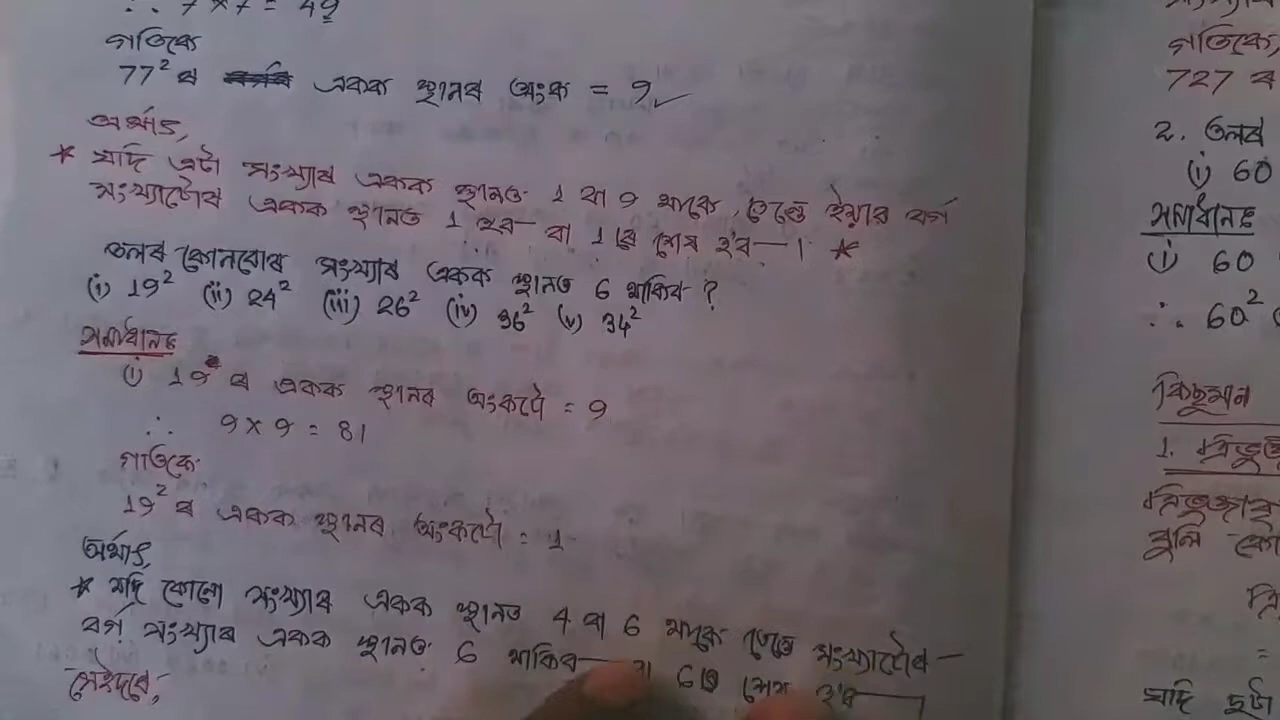 ∴ 7 × 7 = 49
গতিকে
77² ৰ একক স্থানৰ অংক = 9
অৰ্থাৎ,
* যদি এটা সংখ্যাৰ একক স্থানত 1 বা 9 থাকে, তেন্তে ইয়াৰ বৰ্গ
সংখ্যাটোৰ একক স্থানত 1 হব বা 1ৰে শেষ হ'ব। *
তলৰ কোনবোৰ সংখ্যাৰ একক স্থানত 6 থাকিব ?
(i) 19² (ii) 24² (iii) 26² (iv) 36² (v) 34²
সমাধানঃ
(i) 19² ৰ একক স্থানৰ অংকটো = 9
∴ 9 × 9 = 81
গতিকে
19² ৰ একক স্থানৰ অংকটো = 1
অৰ্থাৎ,
* যদি কোনো সংখ্যাৰ একক স্থানত 4 বা 6 থাকে তেন্তে সংখ্যাটোৰ
বৰ্গ সংখ্যাৰ একক স্থানত 6 থাকিব বা 6ৰে শেষ হ'ব
সেইদৰে,
গতিকে,
727 ৰ
2. তলৰ
(i) 60
সমাধানঃ
(i) 60
∴ 60²
কিছুমান
1. ত্ৰিভুজ
ত্ৰিভুজাৰ
বুলি কো
যদি দুটা